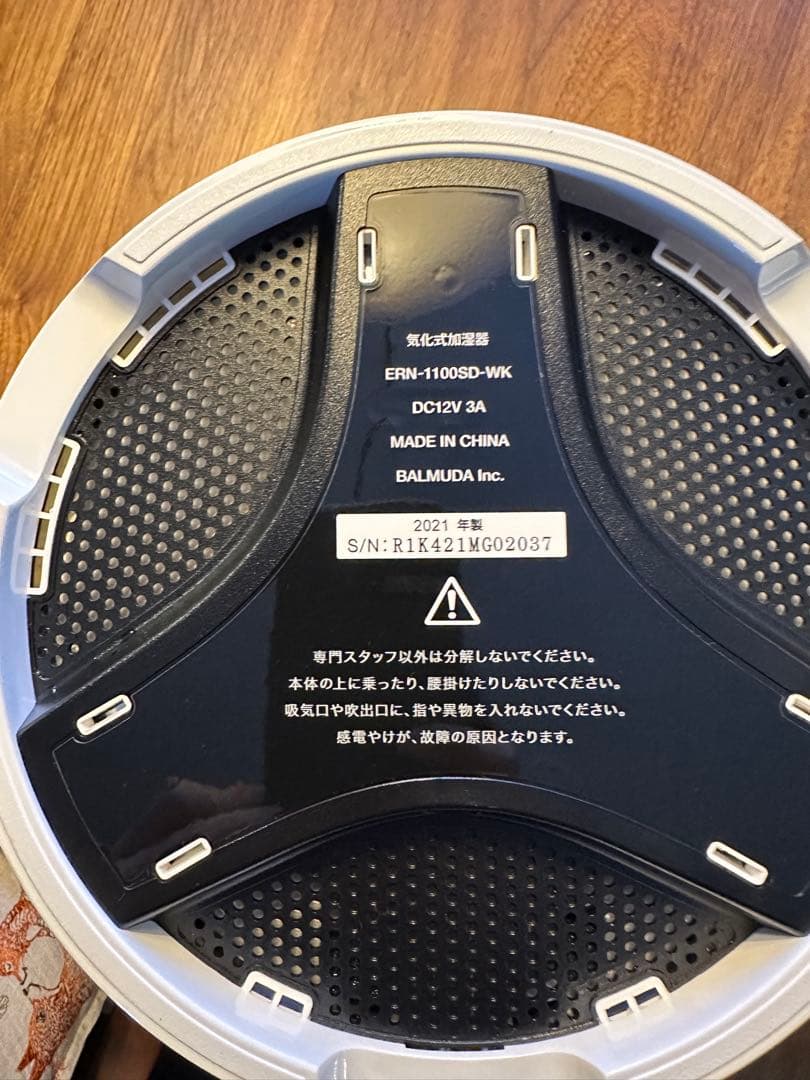 気化式加湿器
ERN-1100SD-WK
DC12V 3A
MADE IN CHINA
BALMUDA Inc.
2021 年製
S/N:R1K421MG02037
専門スタッフ以外は分解しないでください。
本体の上に乗ったり、腰掛けたりしないでください。
吸気口や吹出口に、指や異物を入れないでください。
感電やけが、故障の原因となります。